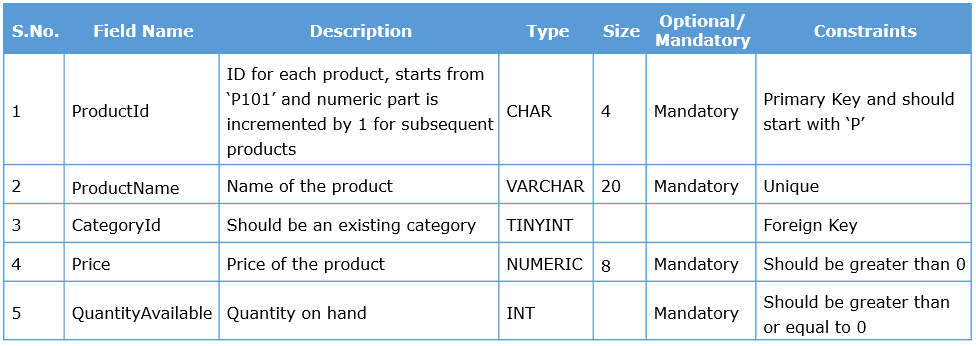 S.No. Field Name Description Type Size Optional/ Mandatory Constraints
1 ProductId ID for each product, starts from ‘P101’ and numeric part is incremented by 1 for subsequent products CHAR 4 Mandatory Primary Key and should start with ‘P’
2 ProductName Name of the product VARCHAR 20 Mandatory Unique
3 CategoryId Should be an existing category TINYINT Foreign Key
4 Price Price of the product NUMERIC 8 Mandatory Should be greater than 0
5 QuantityAvailable Quantity on hand INT Mandatory Should be greater than or equal to 0